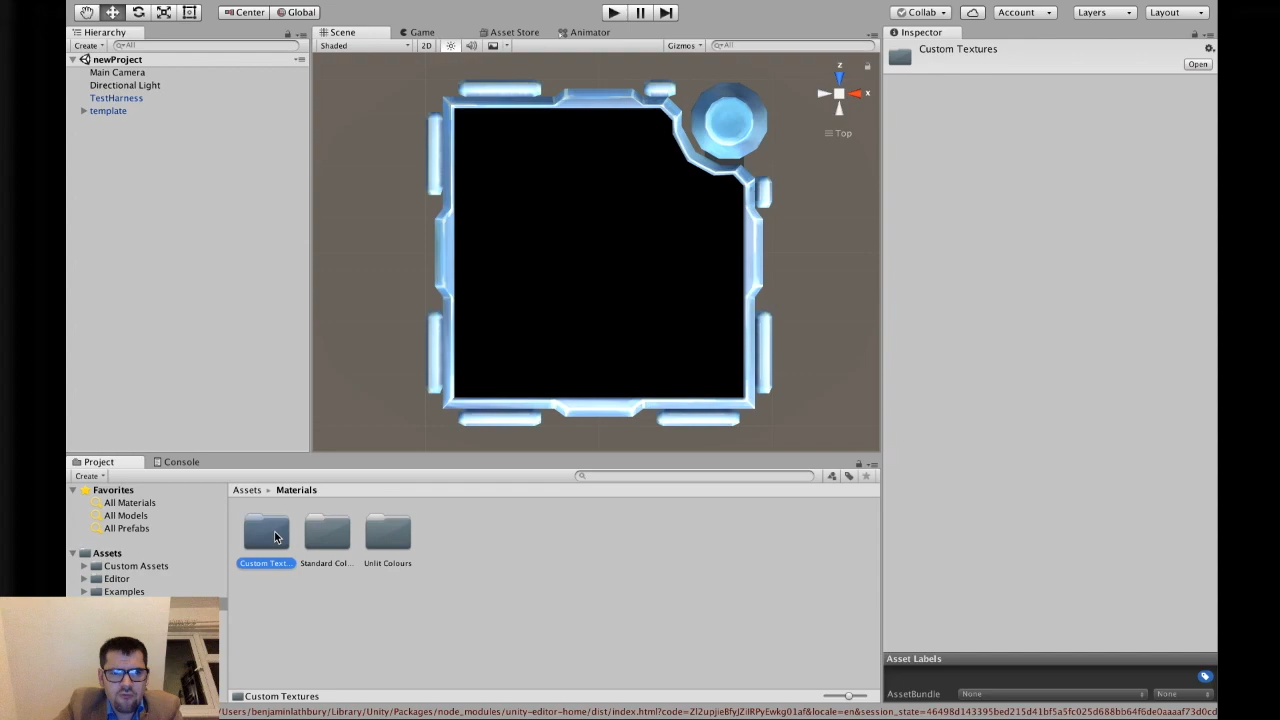 Center Global Collab Account Layers Layout
Hierarchy Scene Game Asset Store Animator Inspector
Create All Shaded 2D Gizmos All Custom Textures
newProject Open
Main Camera z
Directional Light x
TestHarness
template
Top
Project Console
Create
Favorites Assets Materials
All Materials
All Models
All Prefabs
Assets
Custom Assets Custom Text... Standard Col... Unlit Colours
Editor
Examples
Asset Labels
Custom Textures AssetBundle None None